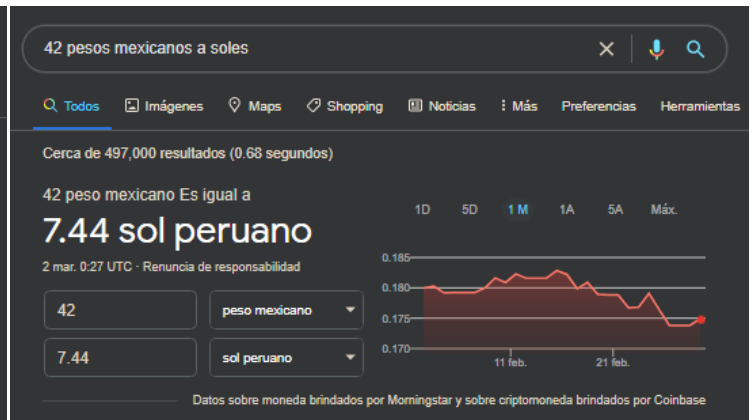 42 pesos mexicanos a soles
Todos Imágenes Maps Shopping Noticias Más Preferencias Herramientas
Cerca de 497,000 resultados (0.68 segundos)
42 peso mexicano Es igual a
7.44 sol peruano
2 mar. 0:27 UTC · Renuncia de responsabilidad
42 peso mexicano
7.44 sol peruano
1D 5D 1 M 1A 5A Máx.
0.185
0.180
0.175
0.170
11 feb. 21 feb.
Datos sobre moneda brindados por Morningstar y sobre criptomoneda brindados por Coinbase